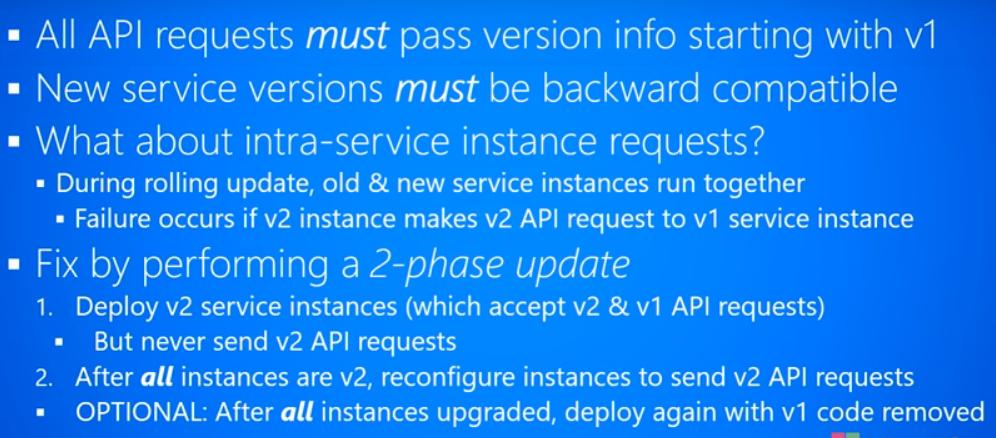 ▪ All API requests must pass version info starting with v1
▪ New service versions must be backward compatible
▪ What about intra-service instance requests?
▪ During rolling update, old & new service instances run together
▪ Failure occurs if v2 instance makes v2 API request to v1 service instance
▪ Fix by performing a 2-phase update
1. Deploy v2 service instances (which accept v2 & v1 API requests)
▪ But never send v2 API requests
2. After all instances are v2, reconfigure instances to send v2 API requests
▪ OPTIONAL: After all instances upgraded, deploy again with v1 code removed